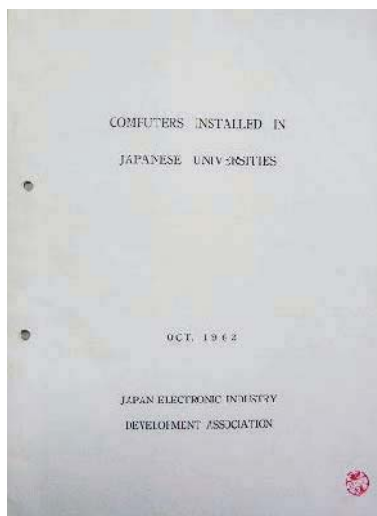 COMPUTERS INSTALLED IN
JAPANESE UNIVERSITIES
OCT. 1962
JAPAN ELECTRONIC INDUSTRY
DEVELOPMENT ASSOCIATION